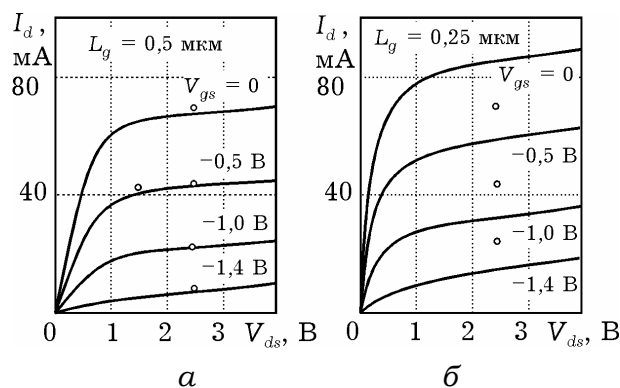 I_d, мА
80
40
0
1
2
3
V_ds, В
L_g = 0,5 мкм
V_gs = 0
−0,5 В
−1,0 В
−1,4 В
а
I_d, мА
80
40
0
1
2
3
V_ds, В
L_g = 0,25 мкм
V_gs = 0
−0,5 В
−1,0 В
−1,4 В
б